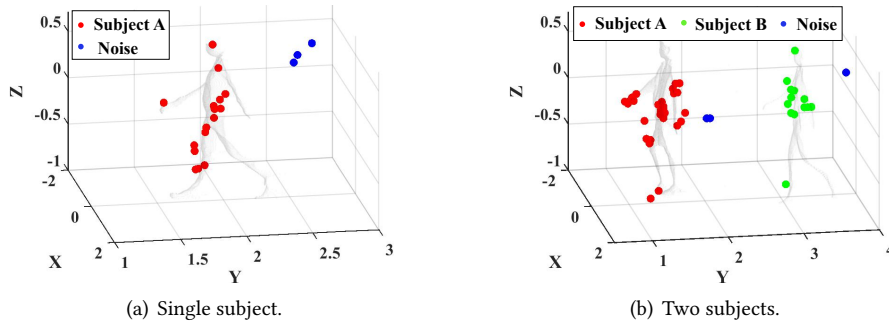 0.5
0
-0.5
-1
-2
0
2
Z
X
1
1.5
2
2.5
3
Y
Subject A
Noise
(a) Single subject.
0.5
0
-0.5
-1
-2
0
2
Z
X
1
2
3
4
Y
Subject A Subject B Noise
(b) Two subjects.